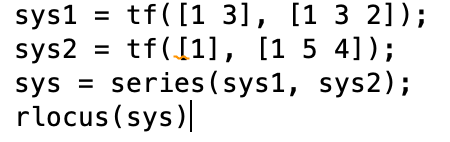 sys1 = tf([1 3], [1 3 2]);
sys2 = tf([1], [1 5 4]);
sys = series(sys1, sys2);
rlocus(sys)